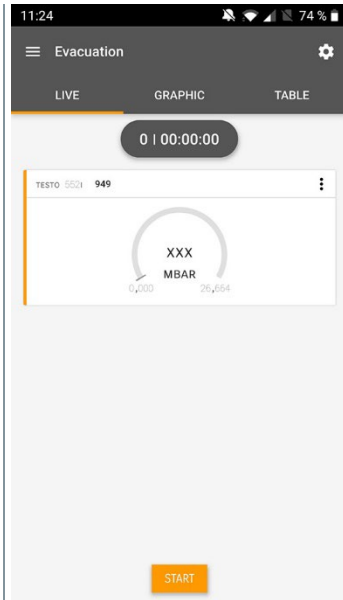 11:24 74 %
Evacuation
LIVE GRAPHIC TABLE
0 | 00:00:00
TESTO 552i 949
XXX
MBAR
0,000 26,664
START